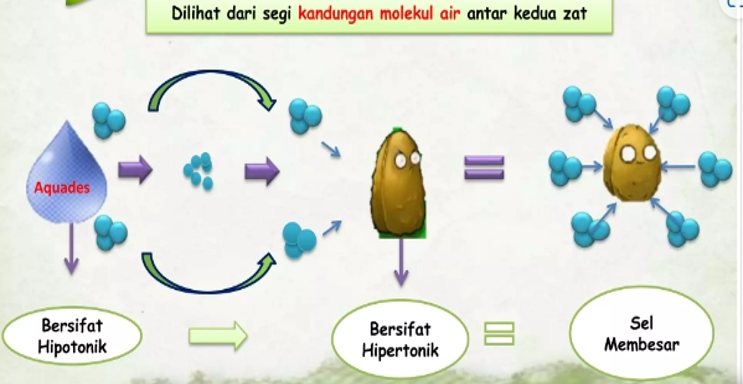 Dilihat dari segi kandungan molekul air antar kedua zat
Aquades
Bersifat
Hipotonik
Bersifat
Hipertonik
Sel
Membesar